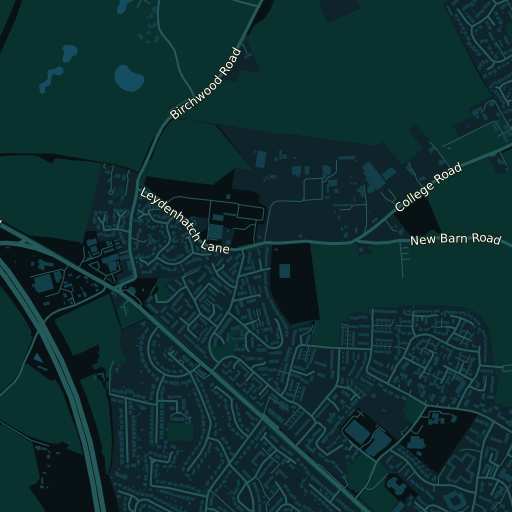 Birchwood Road
College Road
Leydenhatch Lane
New Barn Road